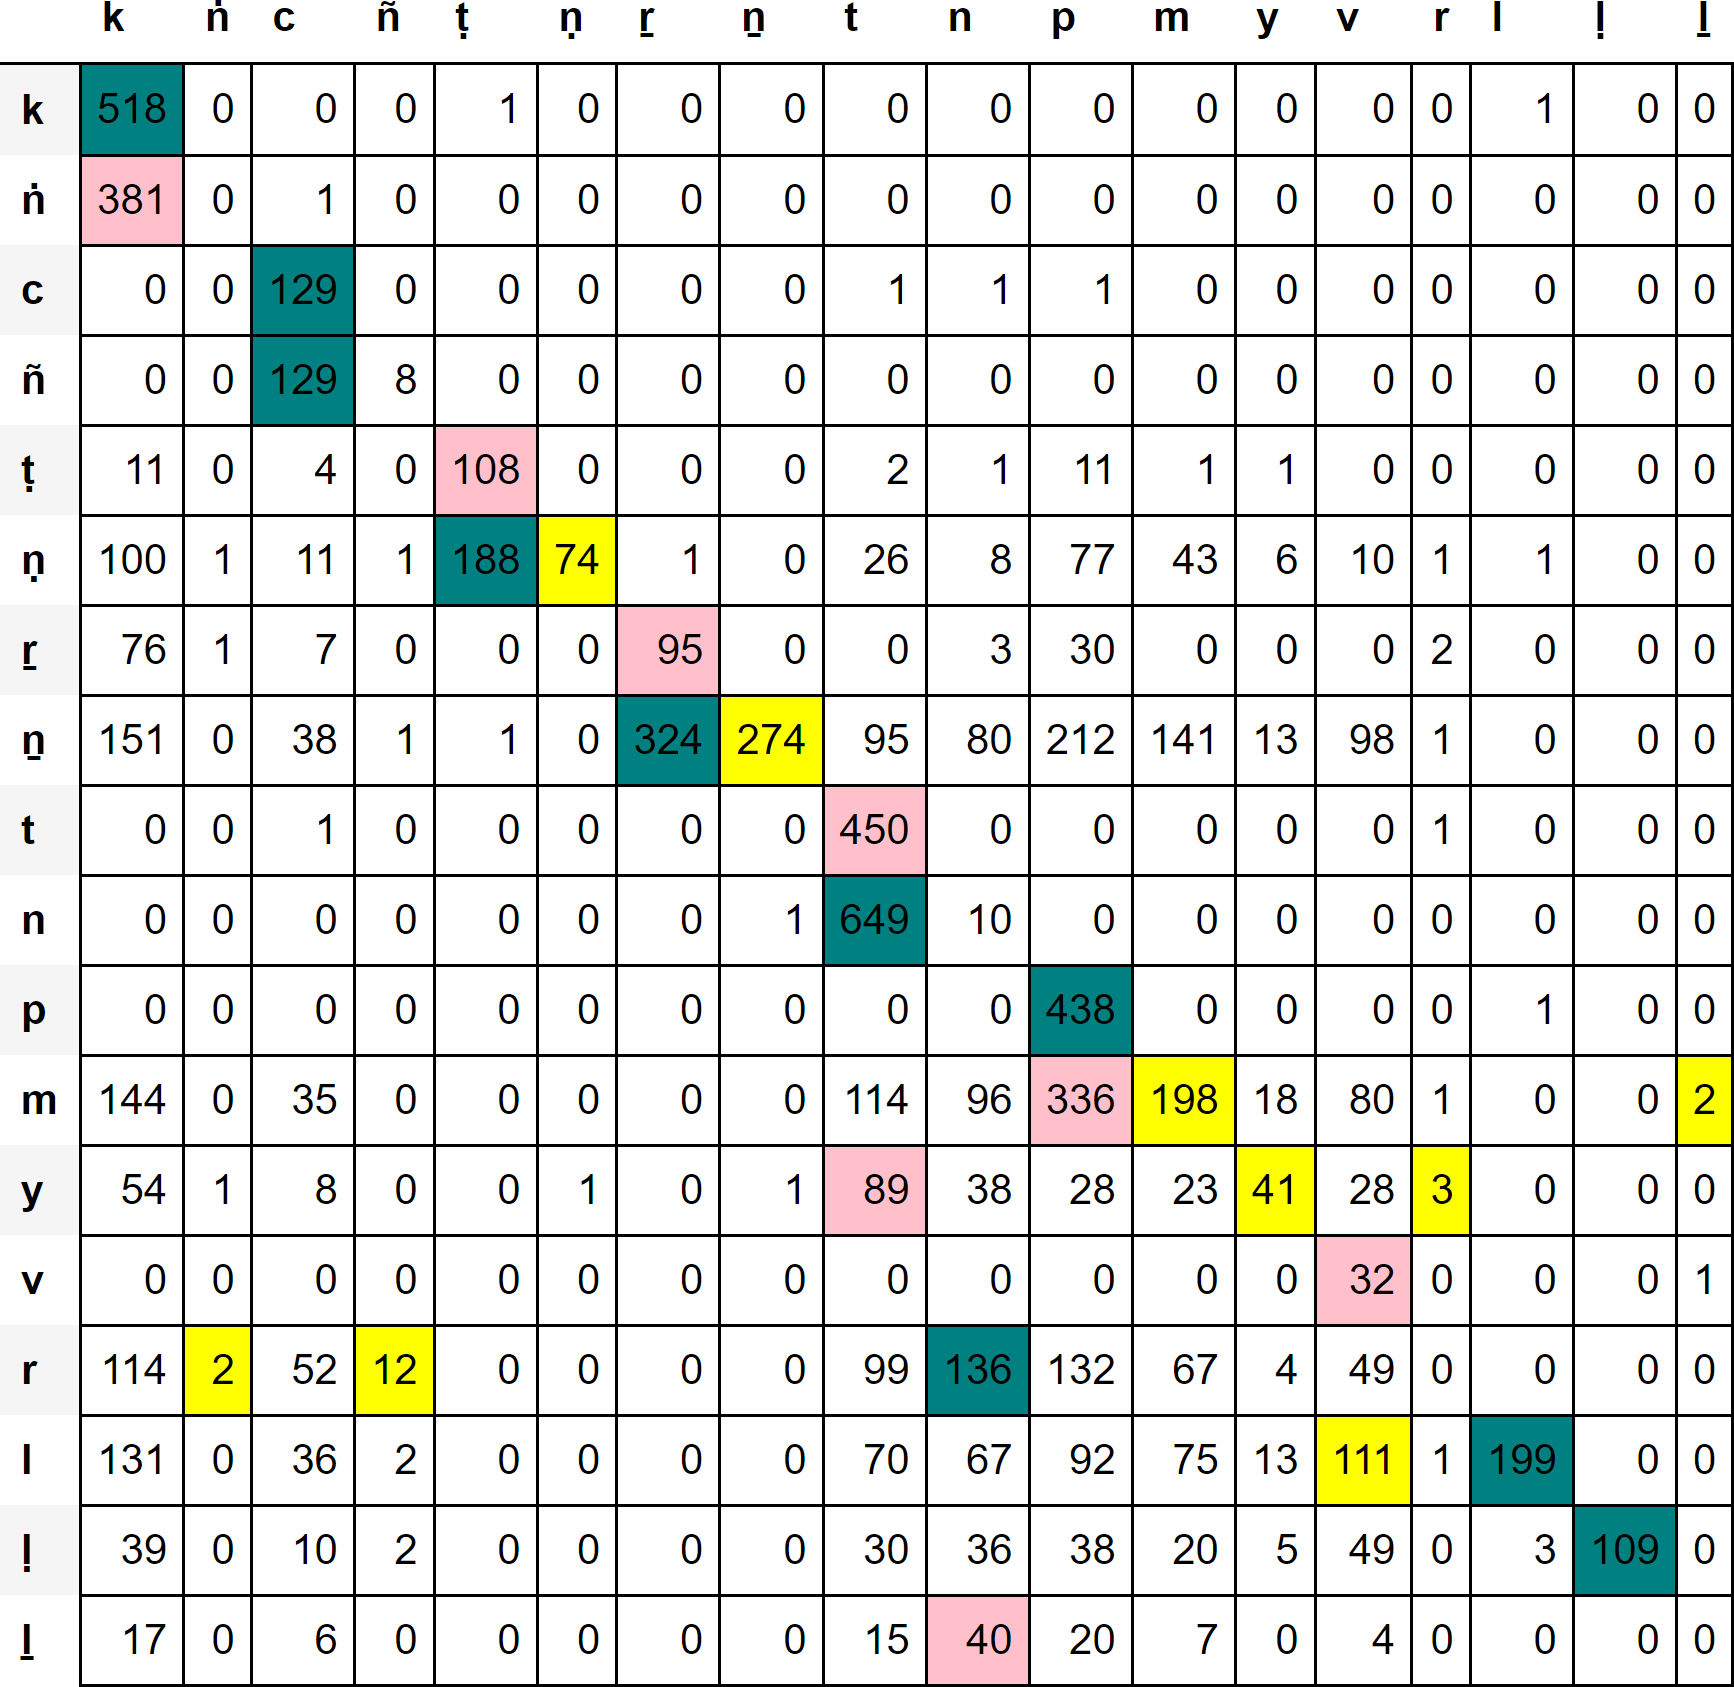 k ṅ c ñ ṭ ṇ ṟ ṉ t n p m y v r l ḷ ḻ
k 518 0 0 0 1 0 0 0 0 0 0 0 0 0 0 1 0 0
ṅ 381 0 1 0 0 0 0 0 0 0 0 0 0 0 0 0 0 0
c 0 0 129 0 0 0 0 0 1 1 1 0 0 0 0 0 0 0
ñ 0 0 129 8 0 0 0 0 0 0 0 0 0 0 0 0 0 0
ṭ 11 0 4 0 108 0 0 0 2 1 11 1 1 0 0 0 0 0
ṇ 100 1 11 1 188 74 1 0 26 8 77 43 6 10 1 1 0 0
ṟ 76 1 7 0 0 0 95 0 0 3 30 0 0 0 2 0 0 0
ṉ 151 0 38 1 1 0 324 274 95 80 212 141 13 98 1 0 0 0
t 0 0 1 0 0 0 0 0 450 0 0 0 0 0 1 0 0 0
n 0 0 0 0 0 0 0 1 649 10 0 0 0 0 0 0 0 0
p 0 0 0 0 0 0 0 0 0 0 438 0 0 0 0 1 0 0
m 144 0 35 0 0 0 0 0 114 96 336 198 18 80 1 0 0 2
y 54 1 8 0 0 1 0 1 89 38 28 23 41 28 3 0 0 0
v 0 0 0 0 0 0 0 0 0 0 0 0 0 32 0 0 0 1
r 114 2 52 12 0 0 0 0 99 136 132 67 4 49 0 0 0 0
l 131 0 36 2 0 0 0 0 70 67 92 75 13 111 1 199 0 0
ḷ 39 0 10 2 0 0 0 0 30 36 38 20 5 49 0 3 109 0
ḻ 17 0 6 0 0 0 0 0 15 40 20 7 0 4 0 0 0 0